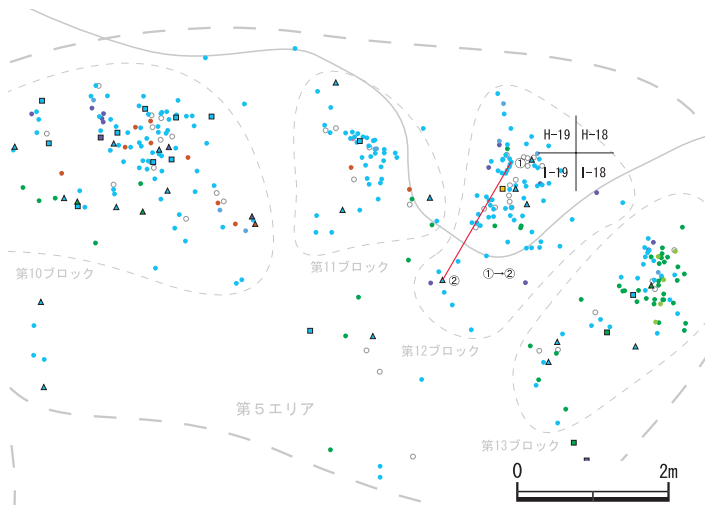 H-19 H-18
①
I-19 I-18
第10ブロック
第11ブロック
②
①→②
第12ブロック
第5エリア
第13ブロック
0 2m